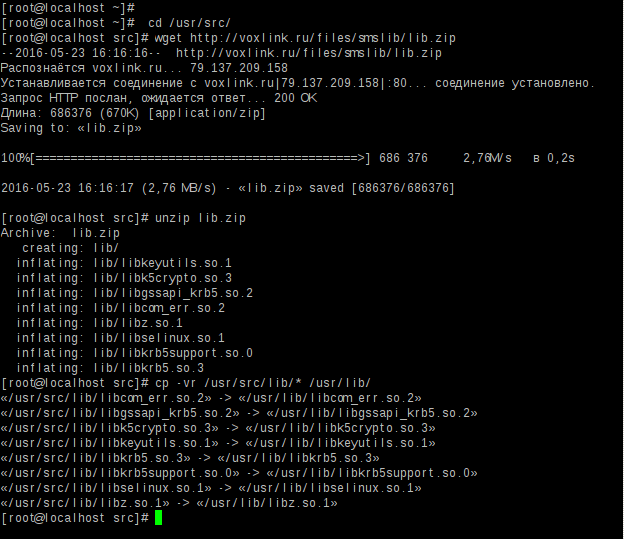 [root@localhost ~]#
[root@localhost ~]#  cd /usr/src/
[root@localhost src]# wget http://voxlink.ru/files/smslib/lib.zip
--2016-05-23 16:16:16--  http://voxlink.ru/files/smslib/lib.zip
Распознаётся voxlink.ru... 79.137.209.158
Устанавливается соединение с voxlink.ru|79.137.209.158|:80... соединение установлено.
Запрос HTTP послан, ожидается ответ... 200 OK
Длина: 686376 (670K) [application/zip]
Saving to: «lib.zip»
100%[==============================================>] 686 376     2,76M/s   в 0,2s
2016-05-23 16:16:17 (2,76 MB/s) - «lib.zip» saved [686376/686376]
[root@localhost src]# unzip lib.zip
Archive:  lib.zip
   creating: lib/
  inflating: lib/libkeyutils.so.1
  inflating: lib/libk5crypto.so.3
  inflating: lib/libgssapi_krb5.so.2
  inflating: lib/libcom_err.so.2
  inflating: lib/libz.so.1
  inflating: lib/libselinux.so.1
  inflating: lib/libkrb5support.so.0
  inflating: lib/libkrb5.so.3
[root@localhost src]# cp -vr /usr/src/lib/* /usr/lib/
«/usr/src/lib/libcom_err.so.2» -> «/usr/lib/libcom_err.so.2»
«/usr/src/lib/libgssapi_krb5.so.2» -> «/usr/lib/libgssapi_krb5.so.2»
«/usr/src/lib/libk5crypto.so.3» -> «/usr/lib/libk5crypto.so.3»
«/usr/src/lib/libkeyutils.so.1» -> «/usr/lib/libkeyutils.so.1»
«/usr/src/lib/libkrb5.so.3» -> «/usr/lib/libkrb5.so.3»
«/usr/src/lib/libkrb5support.so.0» -> «/usr/lib/libkrb5support.so.0»
«/usr/src/lib/libselinux.so.1» -> «/usr/lib/libselinux.so.1»
«/usr/src/lib/libz.so.1» -> «/usr/lib/libz.so.1»
[root@localhost src]#